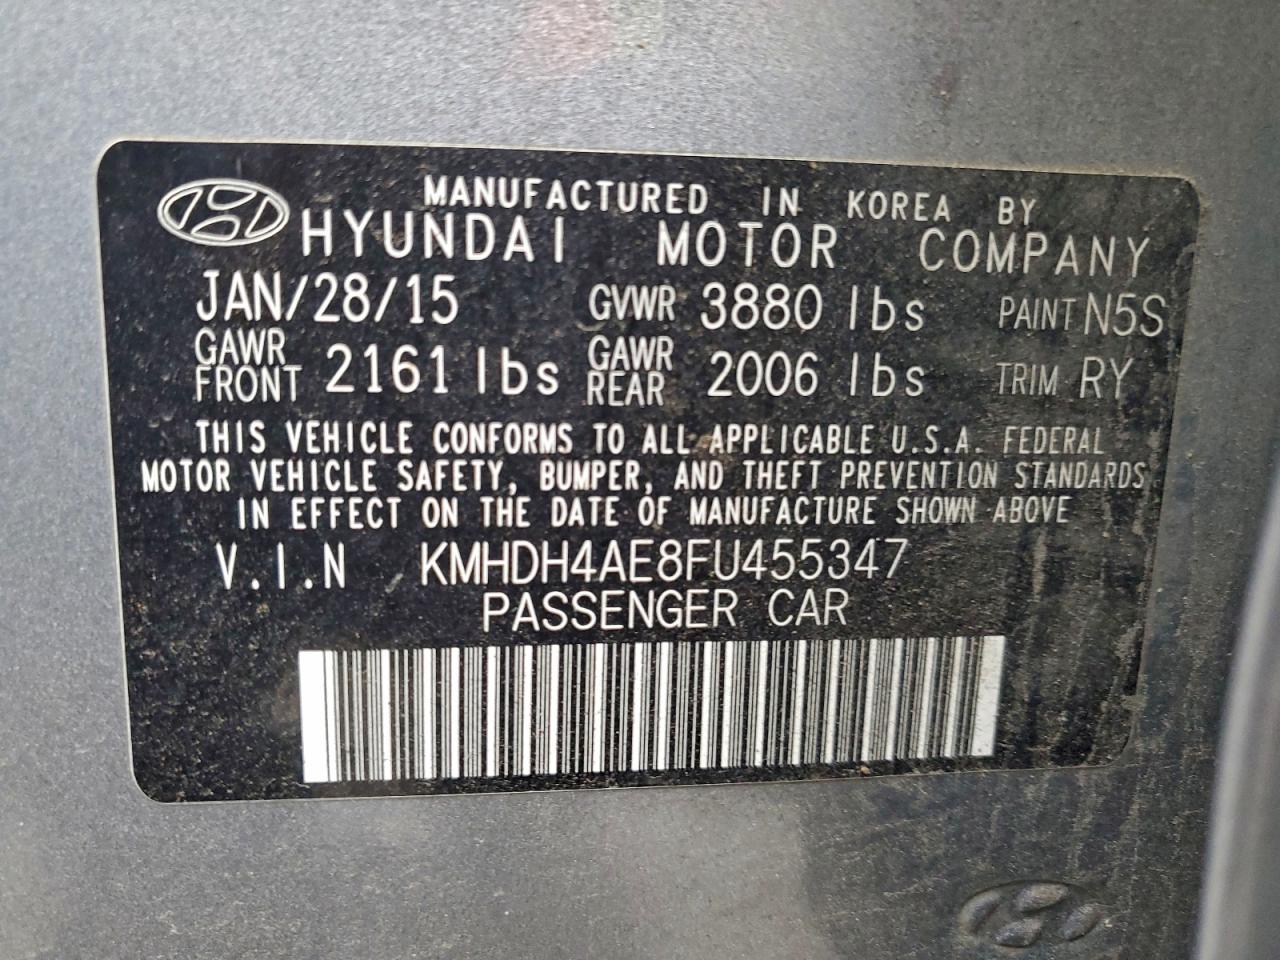 MANUFACTURED IN KOREA BY
HYUNDAI MOTOR COMPANY
JAN/28/15 GVWR 3880 lbs PAINT N5S
GAWR FRONT 2161 lbs GAWR REAR 2006 lbs TRIM RY
THIS VEHICLE CONFORMS TO ALL APPLICABLE U.S.A. FEDERAL
MOTOR VEHICLE SAFETY, BUMPER, AND THEFT PREVENTION STANDARDS
IN EFFECT ON THE DATE OF MANUFACTURE SHOWN ABOVE
V.I.N KMHDH4AE8FU455347
PASSENGER CAR